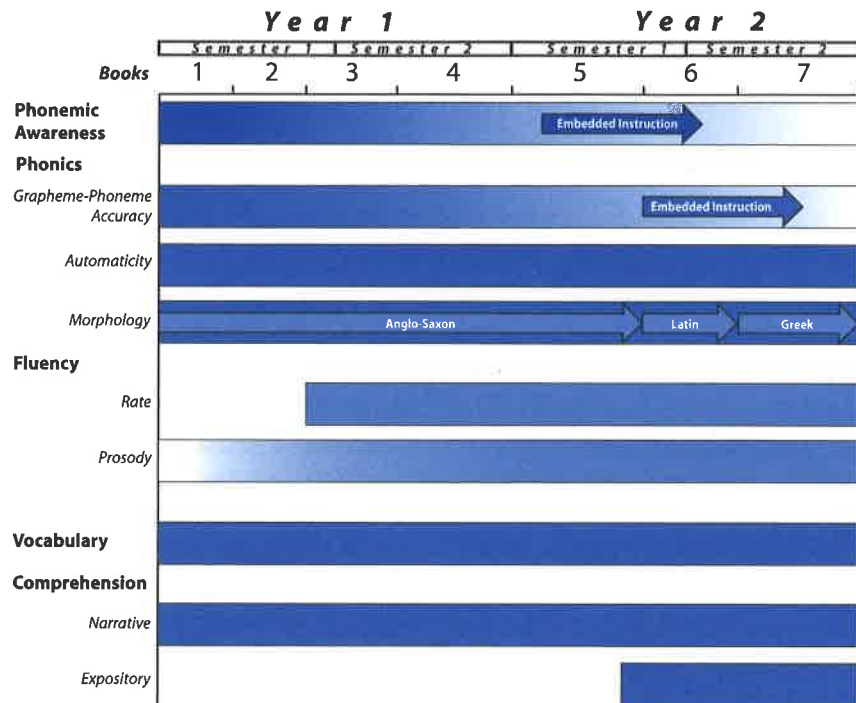 Year 1 Year 2
Semester 1 Semester 2 Semester 1 Semester 2
Books 1 2 3 4 5 6 7
Phonemic
Awareness
Embedded Instruction
Phonics
Grapheme-Phoneme
Accuracy
Embedded Instruction
Automaticity
Morphology Anglo-Saxon Latin Greek
Fluency
Rate
Prosody
Vocabulary
Comprehension
Narrative
Expository